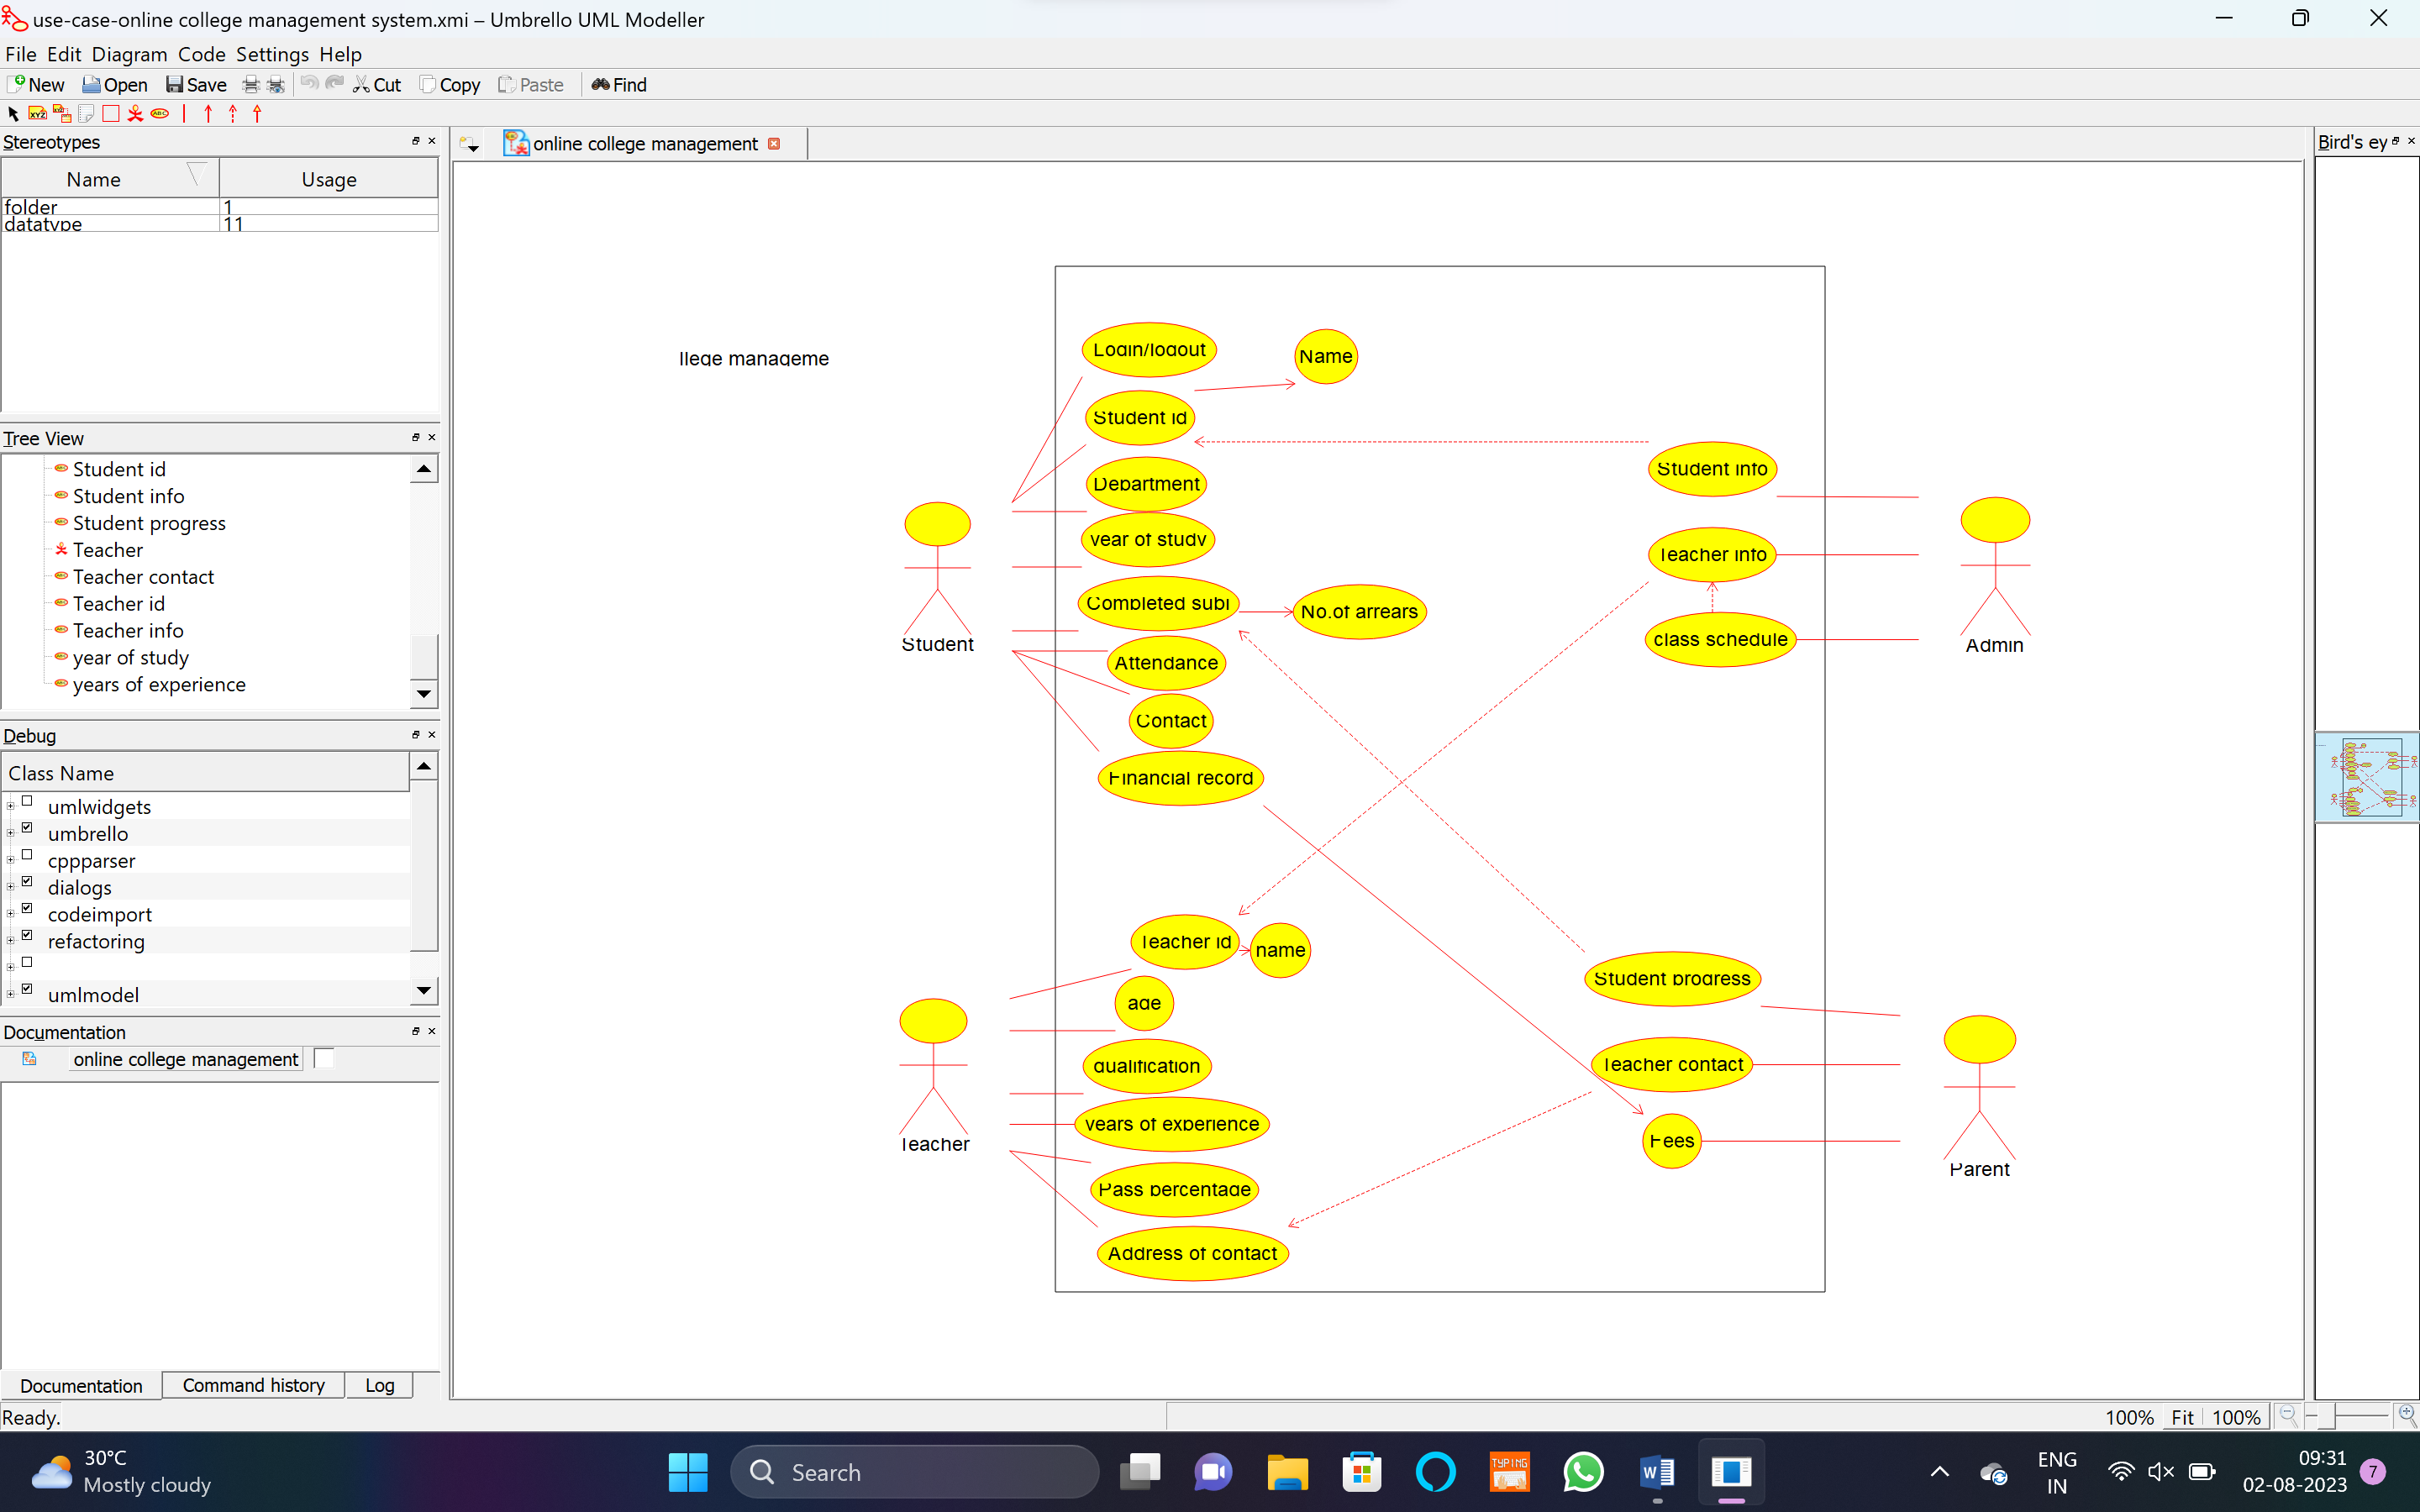 use-case-online college management system.xmi – Umbrello UML Modeller
File Edit Diagram Code Settings Help
New Open Save Cut Copy Paste Find
Stereotypes
Name Usage
folder 1
datatype 11
Tree View
Student id
Student info
Student progress
Teacher
Teacher contact
Teacher id
Teacher info
year of study
years of experience
Debug
Class Name
umlwidgets
umbrello
cppparser
dialogs
codeimport
refactoring
umlmodel
Documentation
online college management
Documentation Command history Log
Ready.
online college management
Bird's ey
llege manageme
Login/logout
Name
Student id
Department
year of study
Completed subj
No.of arrears
Attendance
Contact
Financial record
Student
Student info
Teacher info
class schedule
Admin
Teacher id
name
age
qualification
years of experience
Pass percentage
Address of contact
Teacher
Student progress
Teacher contact
Fees
Parent
100% Fit 100%
30°C
Mostly cloudy
Search
TYPING
W
ENG
IN
09:31
02-08-2023
7